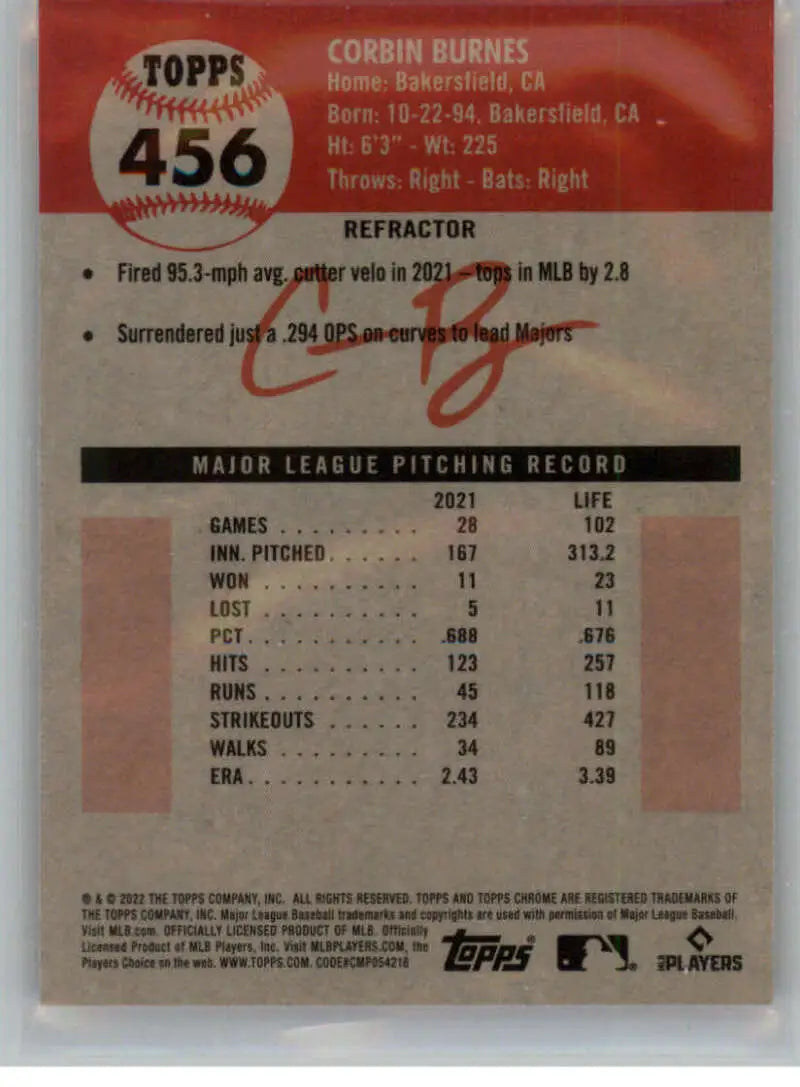 TOPPS
456
CORBIN BURNES
Home: Bakersfield, CA
Born: 10-22-94, Bakersfield, CA
Ht: 6'3" - Wt: 225
Throws: Right - Bats: Right
REFRACTOR
• Fired 95.3-mph avg. cutter velo in 2021 – tops in MLB by 2.8
• Surrendered just a .294 OPS on curves to lead Majors
MAJOR LEAGUE PITCHING RECORD
2021 LIFE
GAMES . . . . . . . . . 28 102
INN. PITCHED . . . . . . 167 313.2
WON . . . . . . . . . . 11 23
LOST . . . . . . . . . . 5 11
PCT. . . . . . . . . . . .688 .676
HITS . . . . . . . . . . 123 257
RUNS . . . . . . . . . . 45 118
STRIKEOUTS . . . . . . 234 427
WALKS . . . . . . . . . 34 89
ERA . . . . . . . . . . . 2.43 3.39
® & © 2022 THE TOPPS COMPANY, INC. ALL RIGHTS RESERVED. TOPPS AND TOPPS CHROME ARE REGISTERED TRADEMARKS OF
THE TOPPS COMPANY, INC. Major League Baseball trademarks and copyrights are used with permission of Major League Baseball.
Visit MLB.com. OFFICIALLY LICENSED PRODUCT OF MLB. Officially
Licensed Product of MLB Players, Inc. Visit MLBPLAYERS.COM, the
Players Choice on the web. WWW.TOPPS.COM. CODE#CMP054216
Topps®
MLB PLAYERS